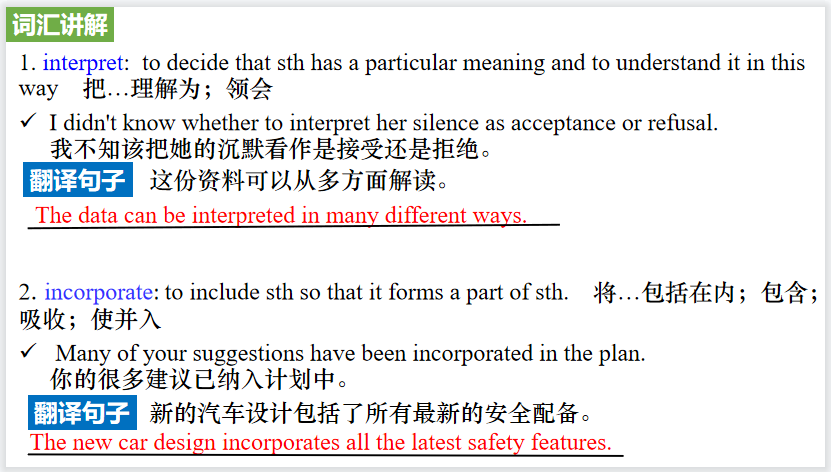 词汇讲解
1. interpret: to decide that sth has a particular meaning and to understand it in this
way 把…理解为；领会
✓ I didn't know whether to interpret her silence as acceptance or refusal.
我不知该把她的沉默看作是接受还是拒绝。
翻译句子 这份资料可以从多方面解读。
The data can be interpreted in many different ways.
2. incorporate: to include sth so that it forms a part of sth. 将…包括在内；包含；
吸收；使并入
✓ Many of your suggestions have been incorporated in the plan.
你的很多建议已纳入计划中。
翻译句子 新的汽车设计包括了所有最新的安全配备。
The new car design incorporates all the latest safety features.